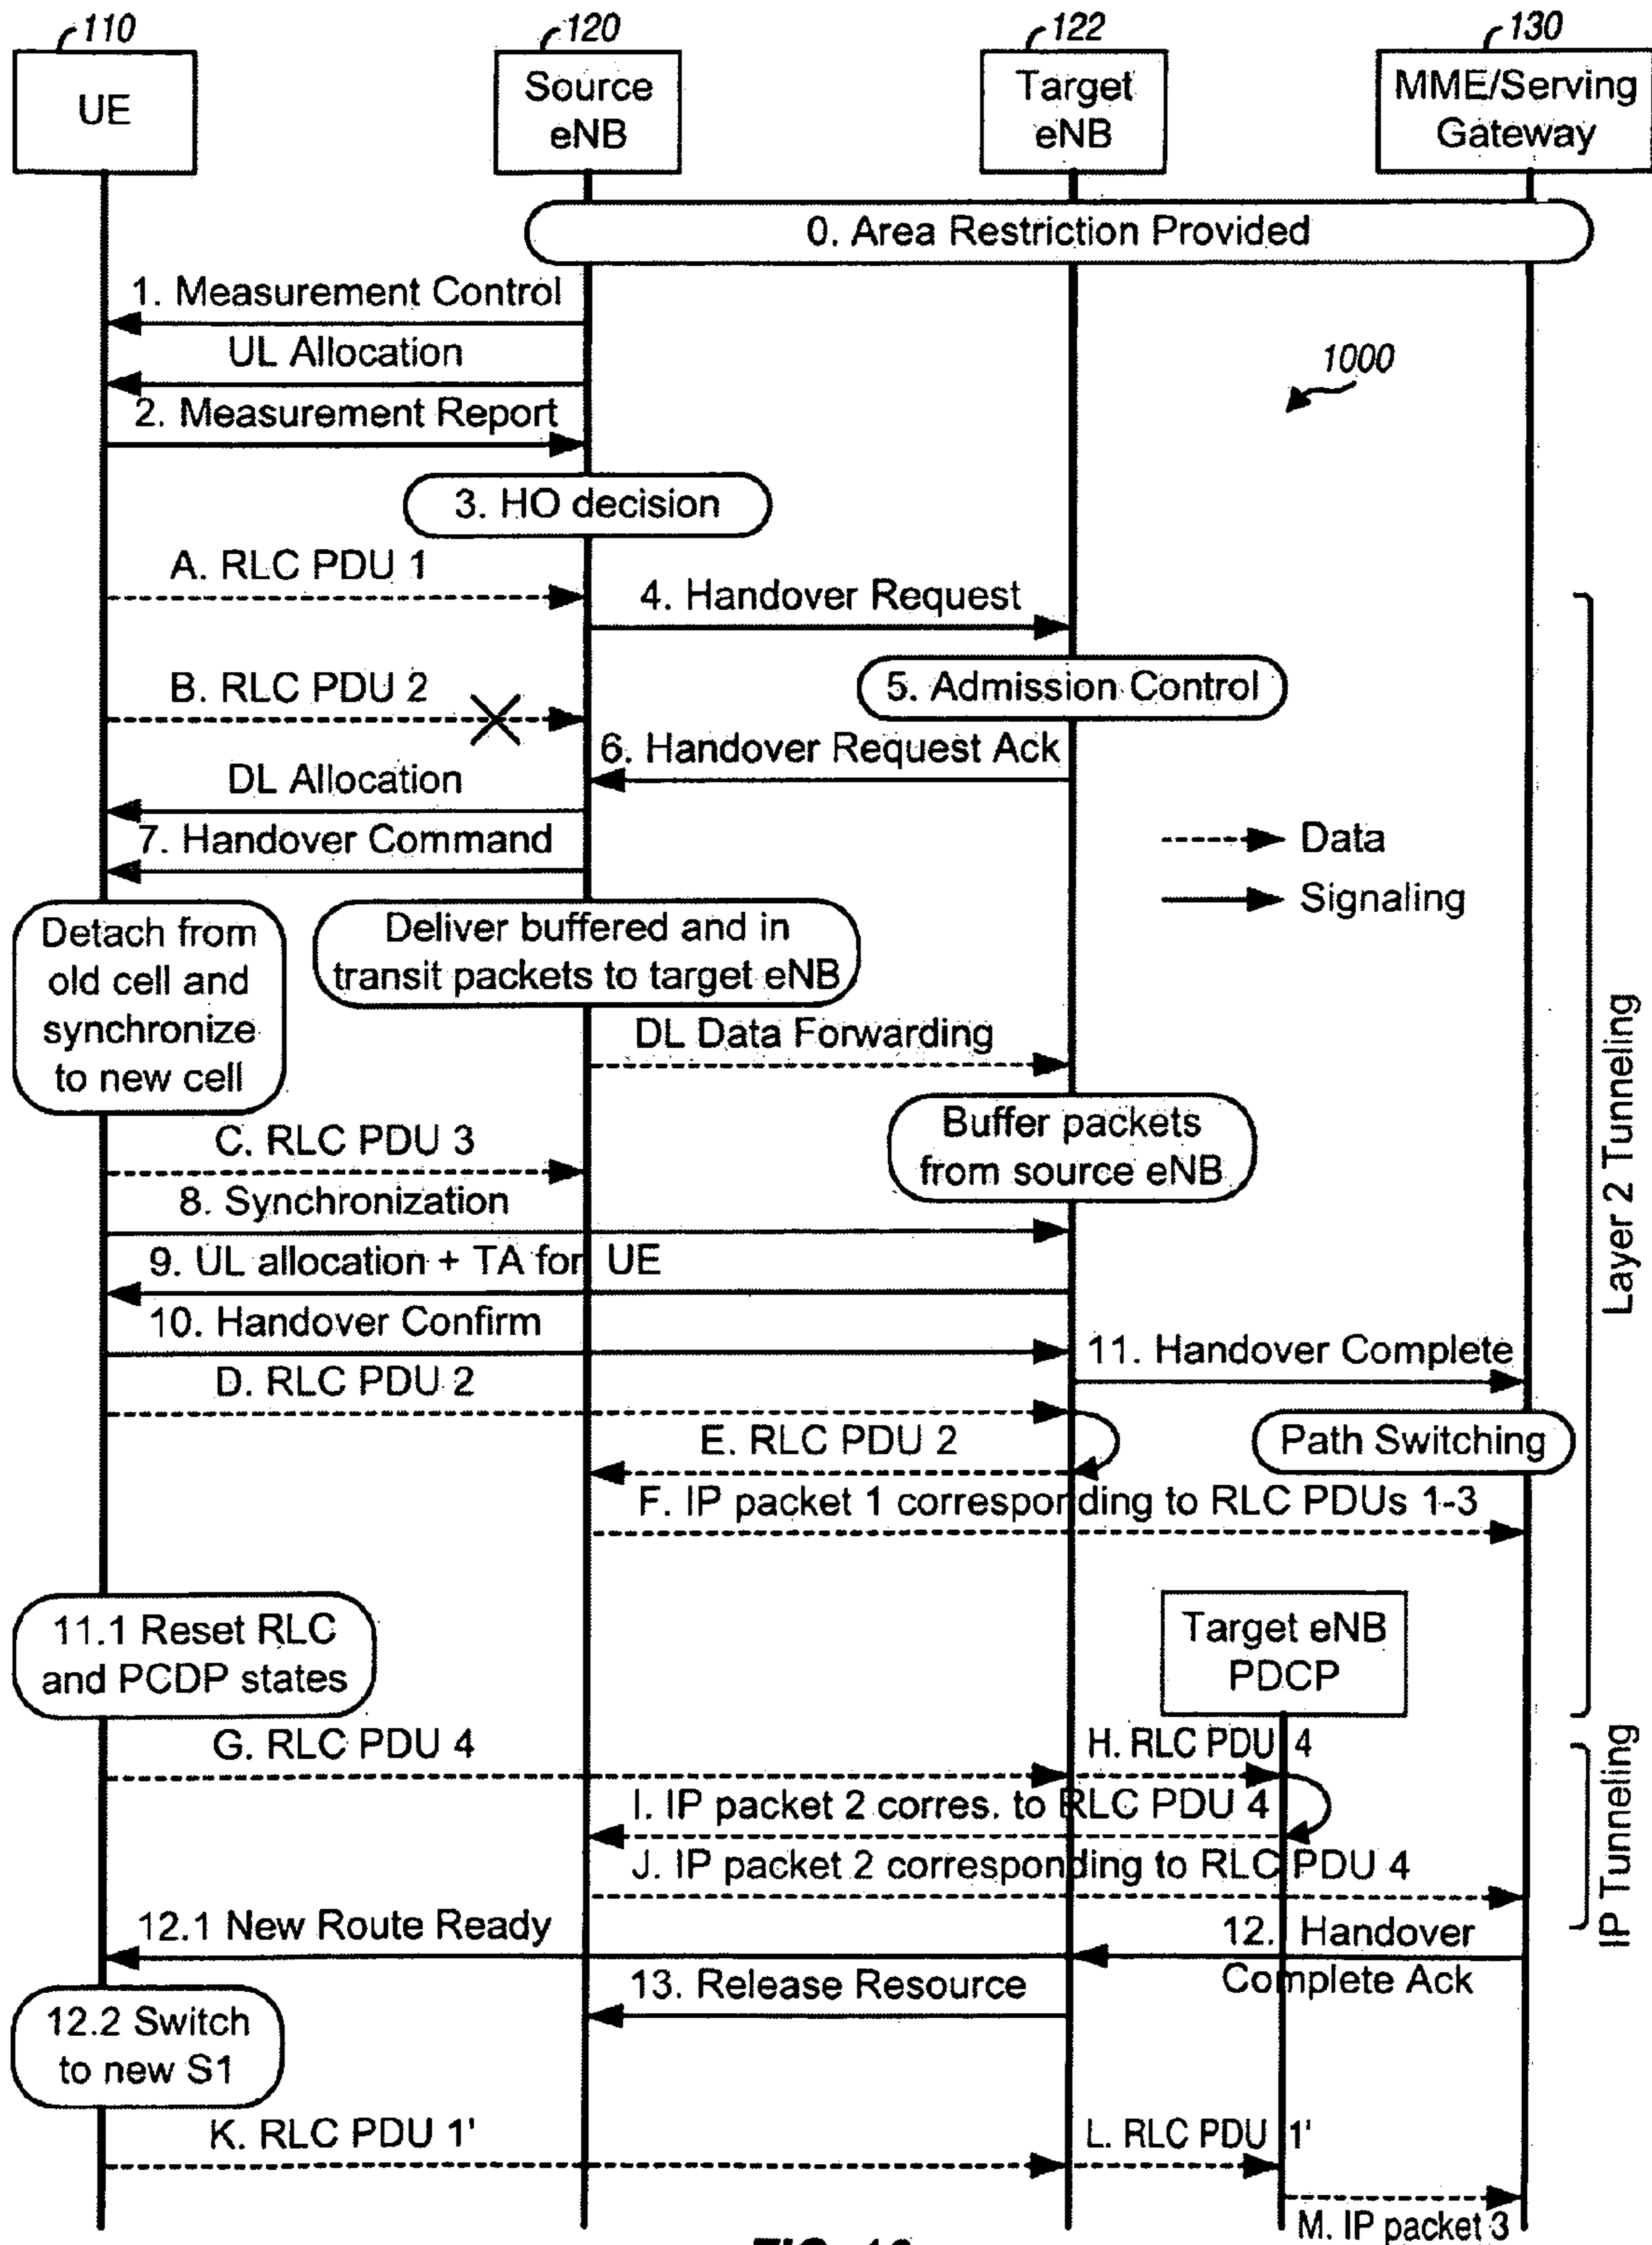 110
120
122
130
UE
Source
eNB
Target
eNB
MME/Serving
Gateway
0. Area Restriction Provided
1. Measurement Control
UL Allocation
1000
2. Measurement Report
3. HO decision
A. RLC PDU 1
4. Handover Request
B. RLC PDU 2
5. Admission Control
6. Handover Request Ack
DL Allocation
7. Handover Command
Data
Signaling
Detach from
old cell and
synchronize
to new cell
Deliver buffered and in
transit packets to target eNB
DL Data Forwarding
Buffer packets
from source eNB
Layer 2 Tunneling
C. RLC PDU 3
8. Synchronization
9. UL allocation + TA for UE
10. Handover Confirm
11. Handover Complete
D. RLC PDU 2
E. RLC PDU 2
Path Switching
F. IP packet 1 corresponding to RLC PDUs 1-3
11.1 Reset RLC
and PCDP states
Target eNB
PDCP
G. RLC PDU 4
H. RLC PDU 4
I. IP packet 2 corres. to RLC PDU 4
J. IP packet 2 corresponding to RLC PDU 4
IP Tunneling
12.1 New Route Ready
12. Handover
Complete Ack
13. Release Resource
12.2 Switch
to new S1
K. RLC PDU 1'
L. RLC PDU 1'
M. IP packet 3